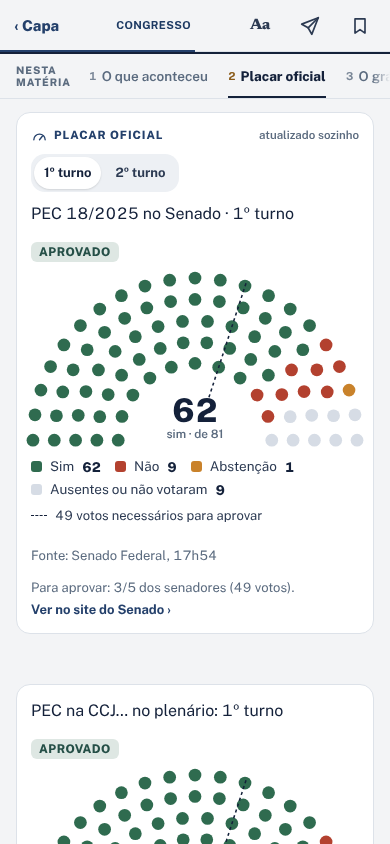 ‹ Capa
CONGRESSO
Aa
NESTA
MATÉRIA
1 O que aconteceu
2 Placar oficial
3 O gra
PLACAR OFICIAL
atualizado sozinho
1º turno
2º turno
PEC 18/2025 no Senado · 1º turno
APROVADO
62
sim · de 81
Sim 62
Não 9
Abstenção 1
Ausentes ou não votaram 9
49 votos necessários para aprovar
Fonte: Senado Federal, 17h54
Para aprovar: 3/5 dos senadores (49 votos).
Ver no site do Senado ›
PEC na CCJ... no plenário: 1º turno
APROVADO